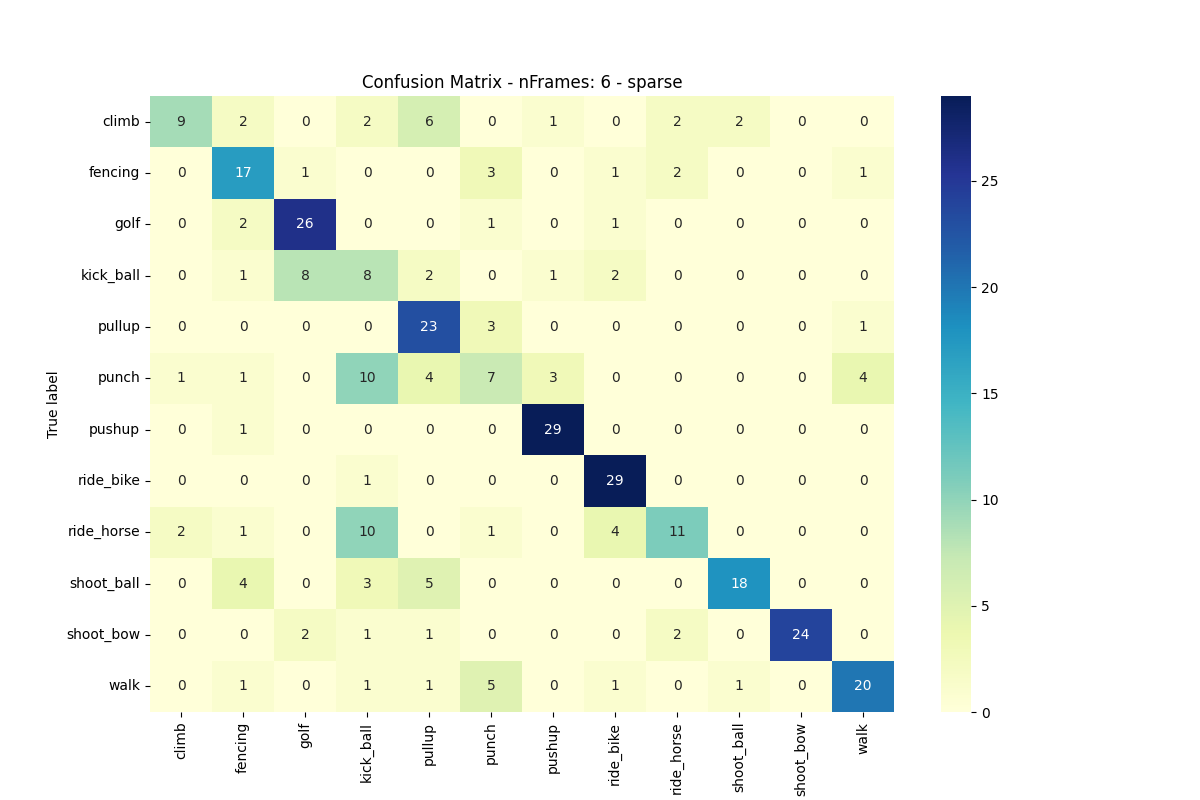 Confusion Matrix - nFrames: 6 - sparse
True label
climb 9 2 0 2 6 0 1 0 2 2 0 0
fencing 0 17 1 0 0 3 0 1 2 0 0 1
golf 0 2 26 0 0 1 0 1 0 0 0 0
kick_ball 0 1 8 8 2 0 1 2 0 0 0 0
pullup 0 0 0 0 23 3 0 0 0 0 0 1
punch 1 1 0 10 4 7 3 0 0 0 0 4
pushup 0 1 0 0 0 0 29 0 0 0 0 0
ride_bike 0 0 0 1 0 0 0 29 0 0 0 0
ride_horse 2 1 0 10 0 1 0 4 11 0 0 0
shoot_ball 0 4 0 3 5 0 0 0 0 18 0 0
shoot_bow 0 0 2 1 1 0 0 0 2 0 24 0
walk 0 1 0 1 1 5 0 1 0 1 0 20
climb fencing golf kick_ball pullup punch pushup ride_bike ride_horse shoot_ball shoot_bow walk
25
20
15
10
5
0